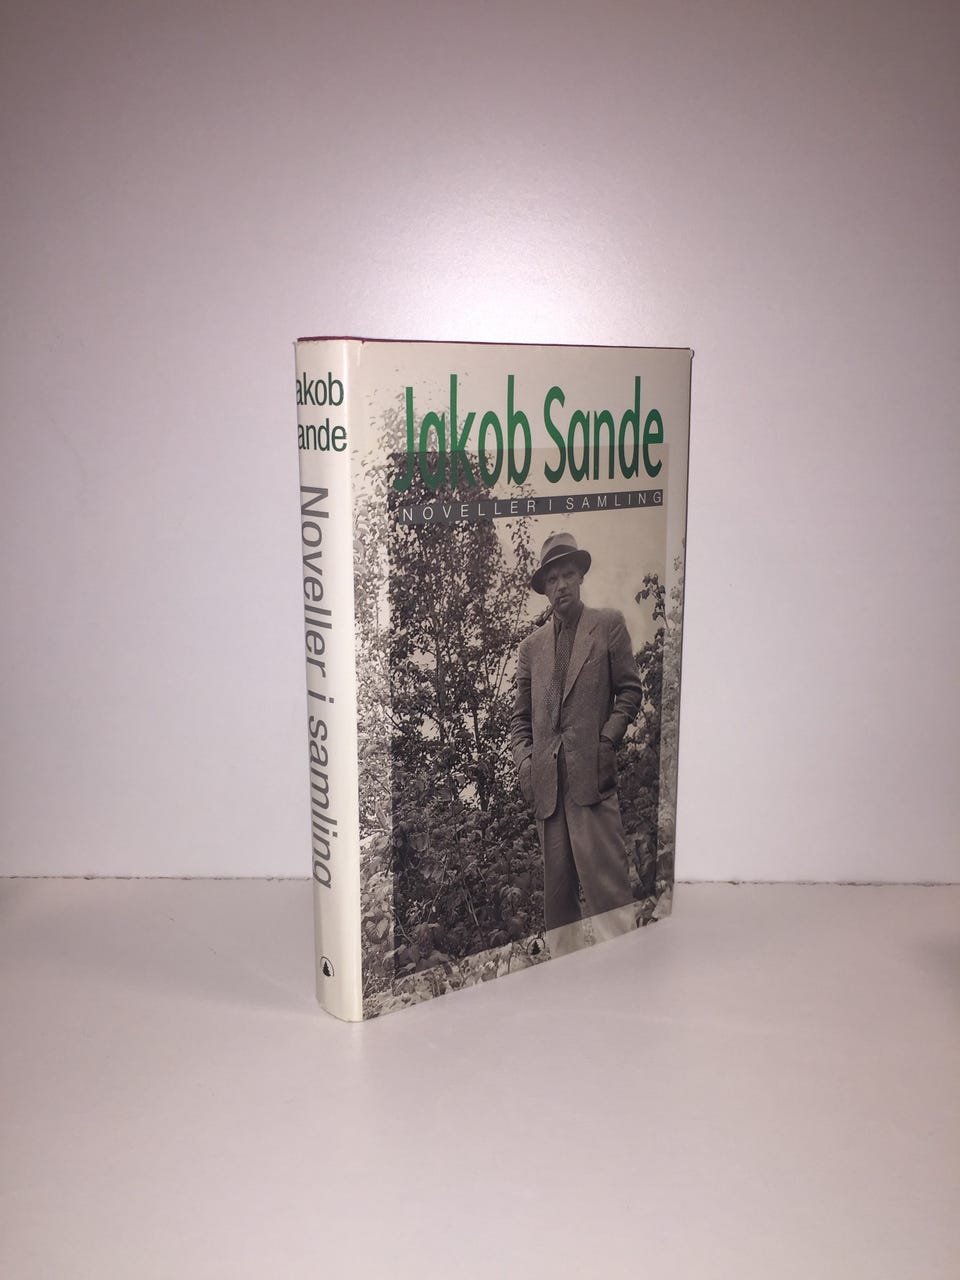 akob
ande
Noveller i samling
Jakob Sande
NOVELLER I SAMLING